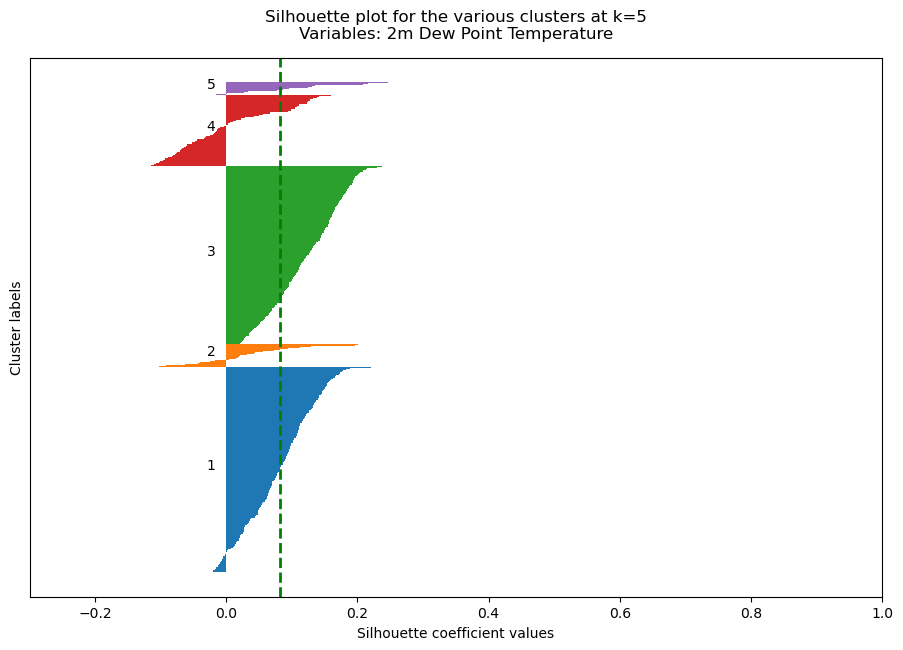 Silhouette plot for the various clusters at k=5
Variables: 2m Dew Point Temperature
Cluster labels
5
4
3
2
1
−0.2 0.0 0.2 0.4 0.6 0.8 1.0
Silhouette coefficient values